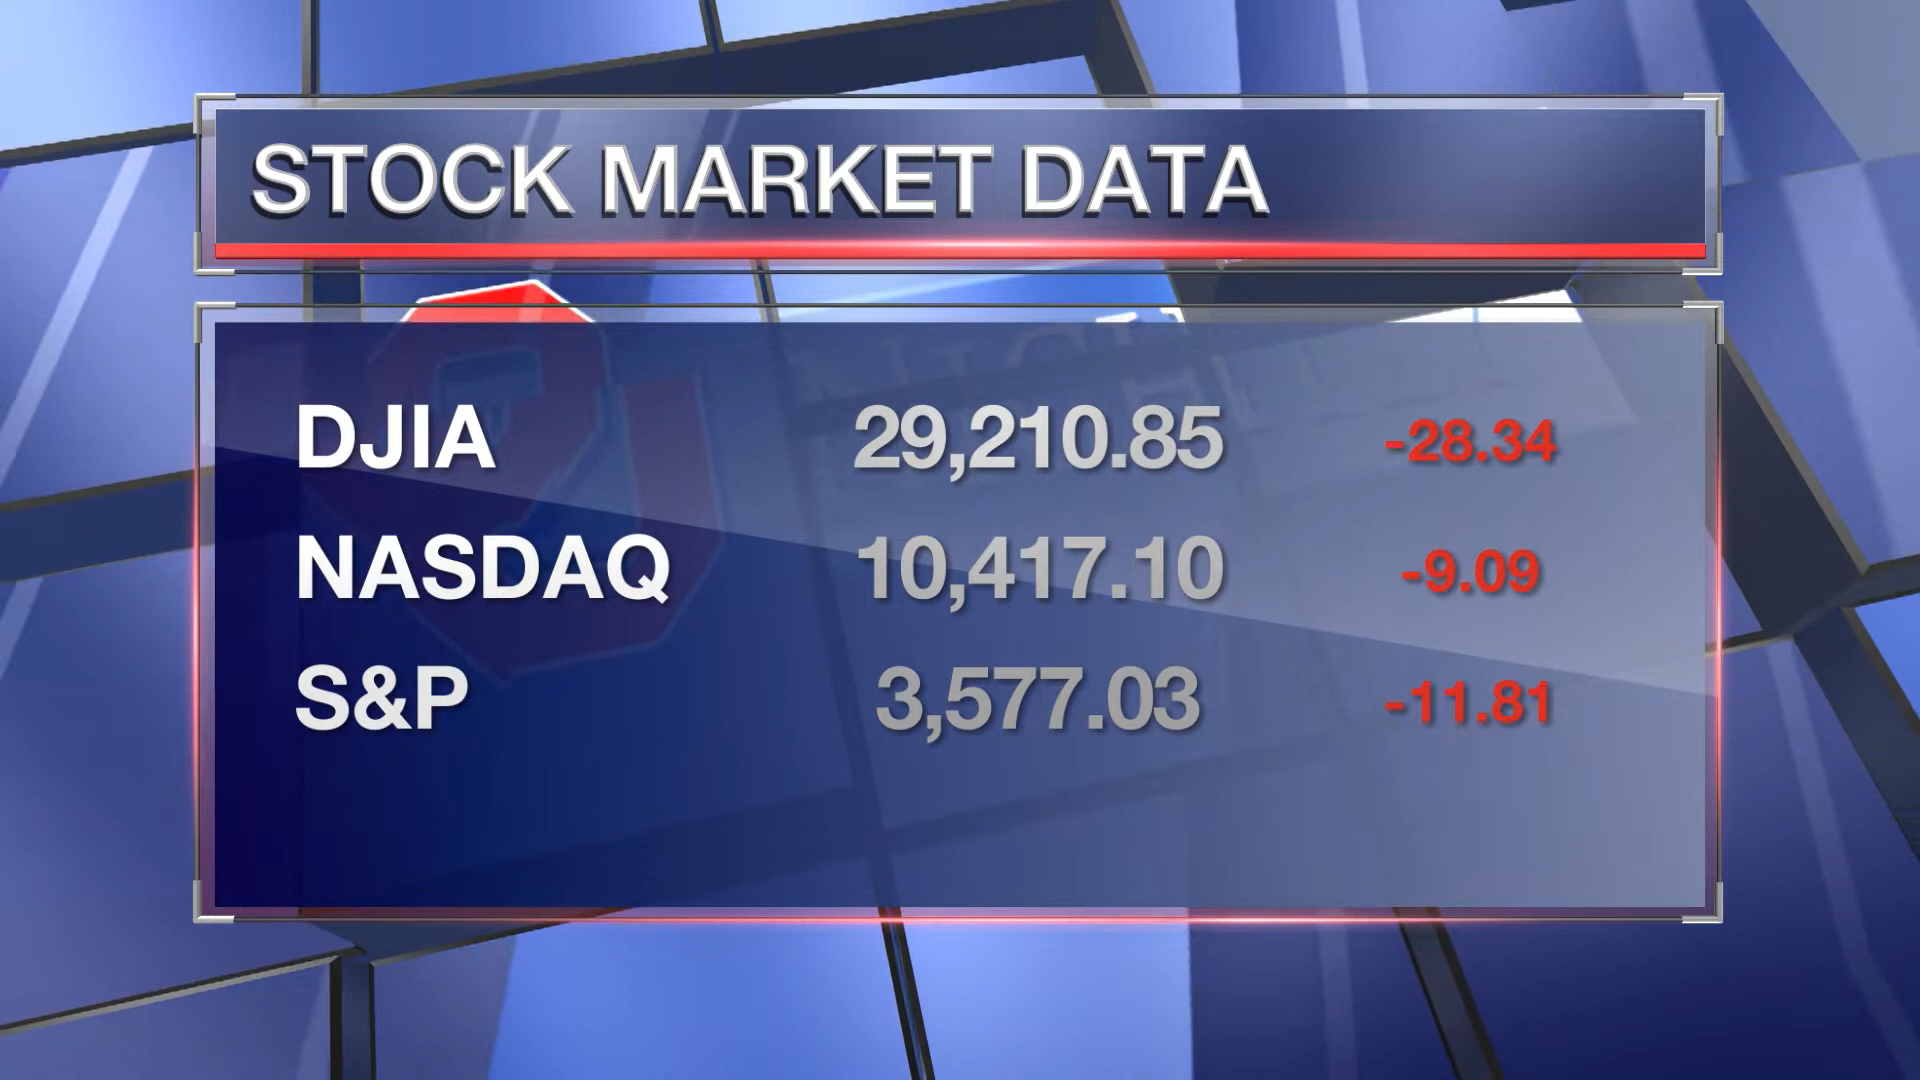 STOCK MARKET DATA
DJIA 29,210.85 -28.34
NASDAQ 10,417.10 -9.09
S&P 3,577.03 -11.81